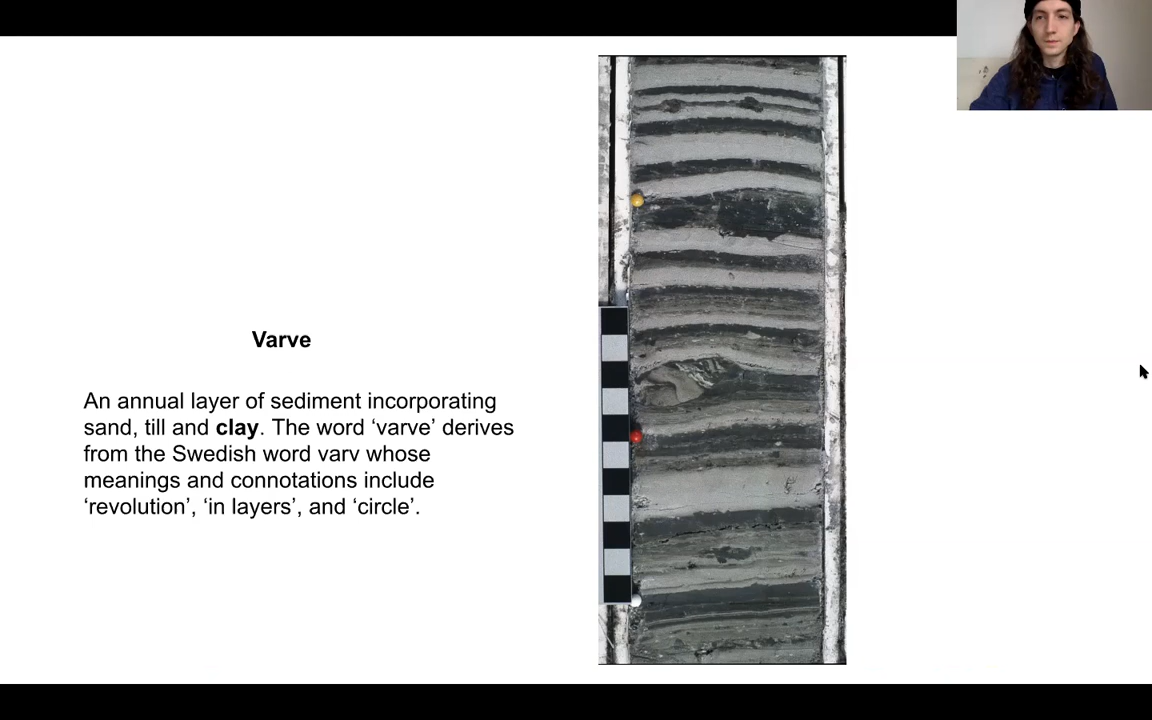 Varve
An annual layer of sediment incorporating
sand, till and clay. The word ‘varve’ derives
from the Swedish word varv whose
meanings and connotations include
‘revolution’, ‘in layers’, and ‘circle’.